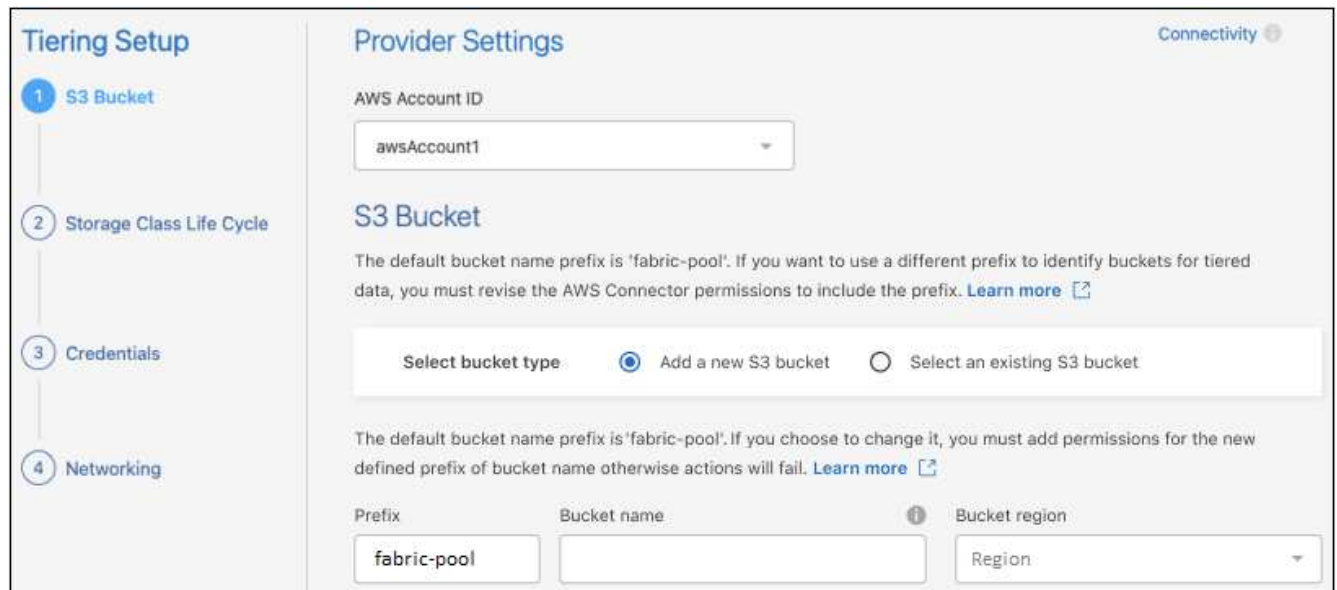 Tiering Setup
1 S3 Bucket
2 Storage Class Life Cycle
3 Credentials
4 Networking
Provider Settings
Connectivity i
AWS Account ID
awsAccount1
S3 Bucket
The default bucket name prefix is 'fabric-pool'. If you want to use a different prefix to identify buckets for tiered
data, you must revise the AWS Connector permissions to include the prefix. Learn more
Select bucket type Add a new S3 bucket Select an existing S3 bucket
The default bucket name prefix is 'fabric-pool'. If you choose to change it, you must add permissions for the new
defined prefix of bucket name otherwise actions will fail. Learn more
Prefix Bucket name i Bucket region
fabric-pool Region